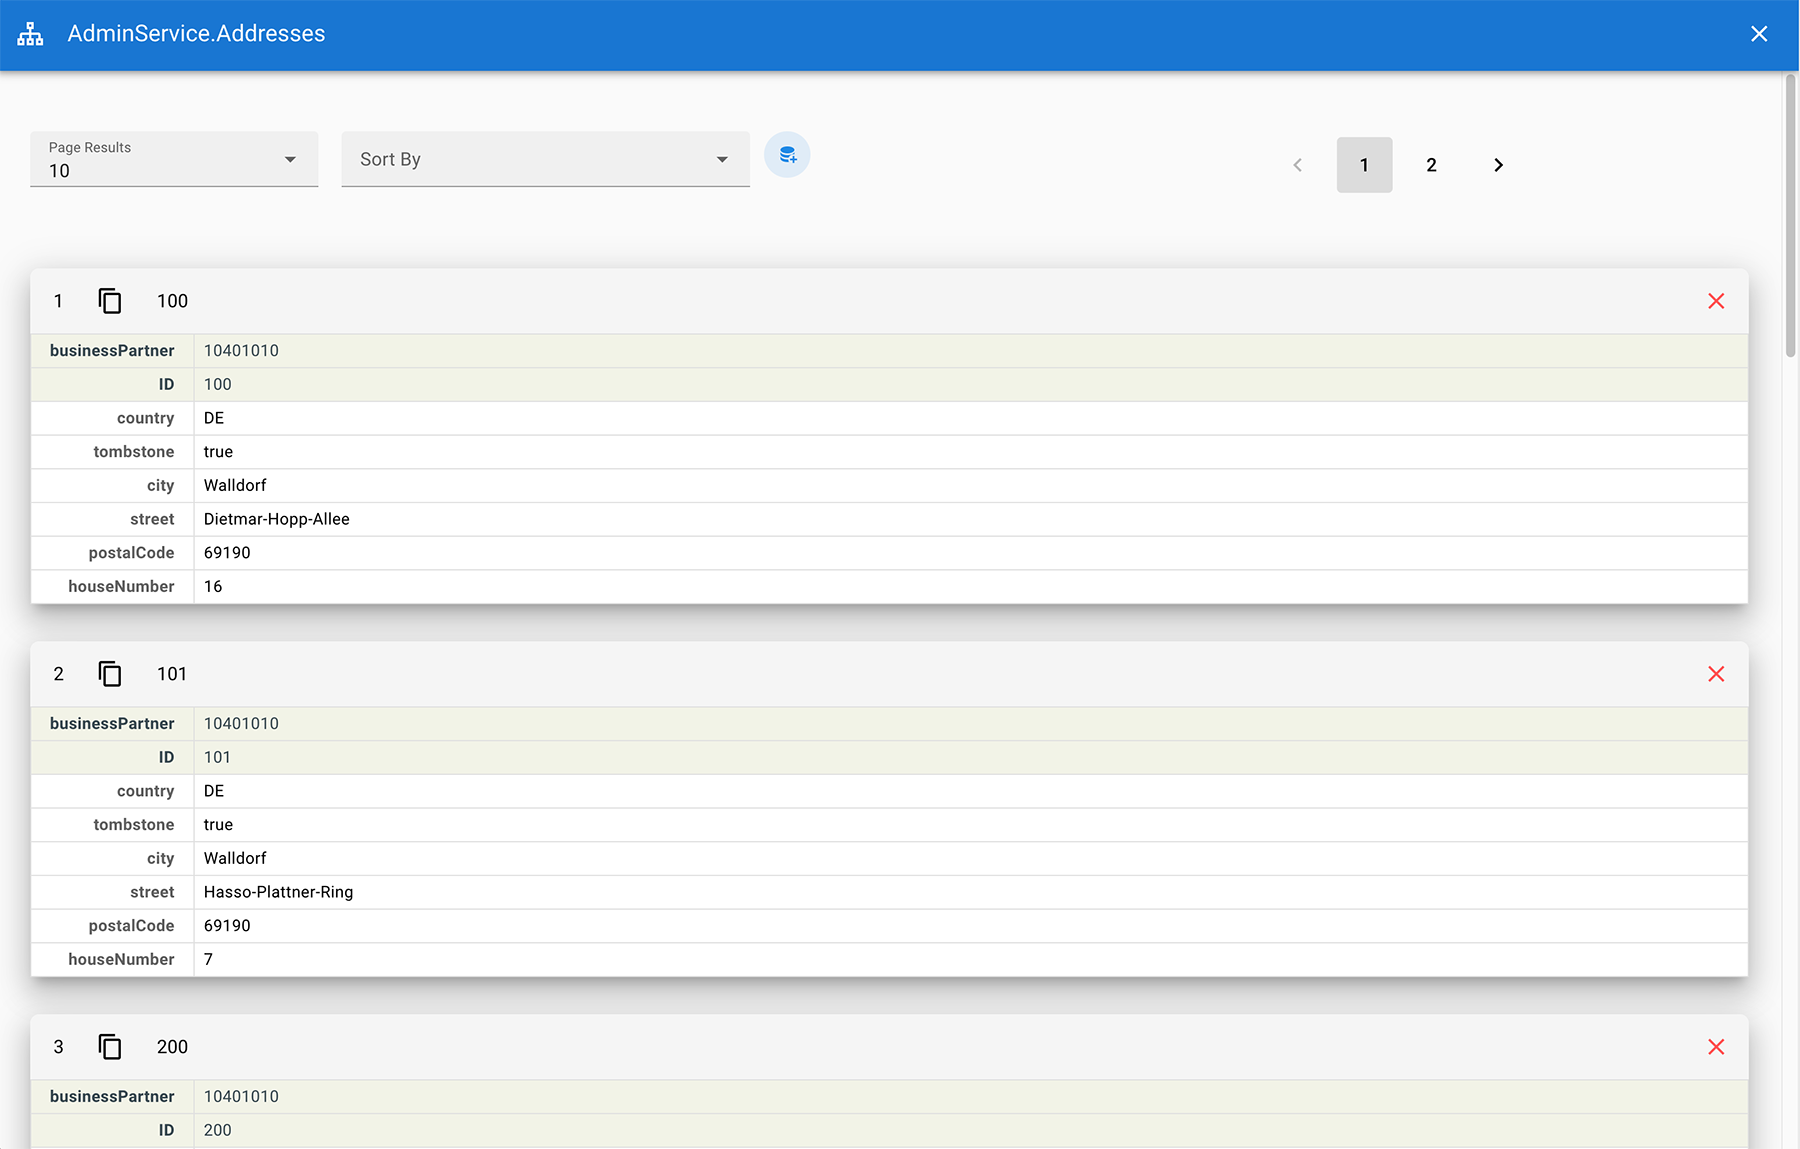 AdminService.Addresses
Page Results
10
Sort By
1
2
1 100
businessPartner 10401010
ID 100
country DE
tombstone true
city Walldorf
street Dietmar-Hopp-Allee
postalCode 69190
houseNumber 16
2 101
businessPartner 10401010
ID 101
country DE
tombstone true
city Walldorf
street Hasso-Plattner-Ring
postalCode 69190
houseNumber 7
3 200
businessPartner 10401010
ID 200